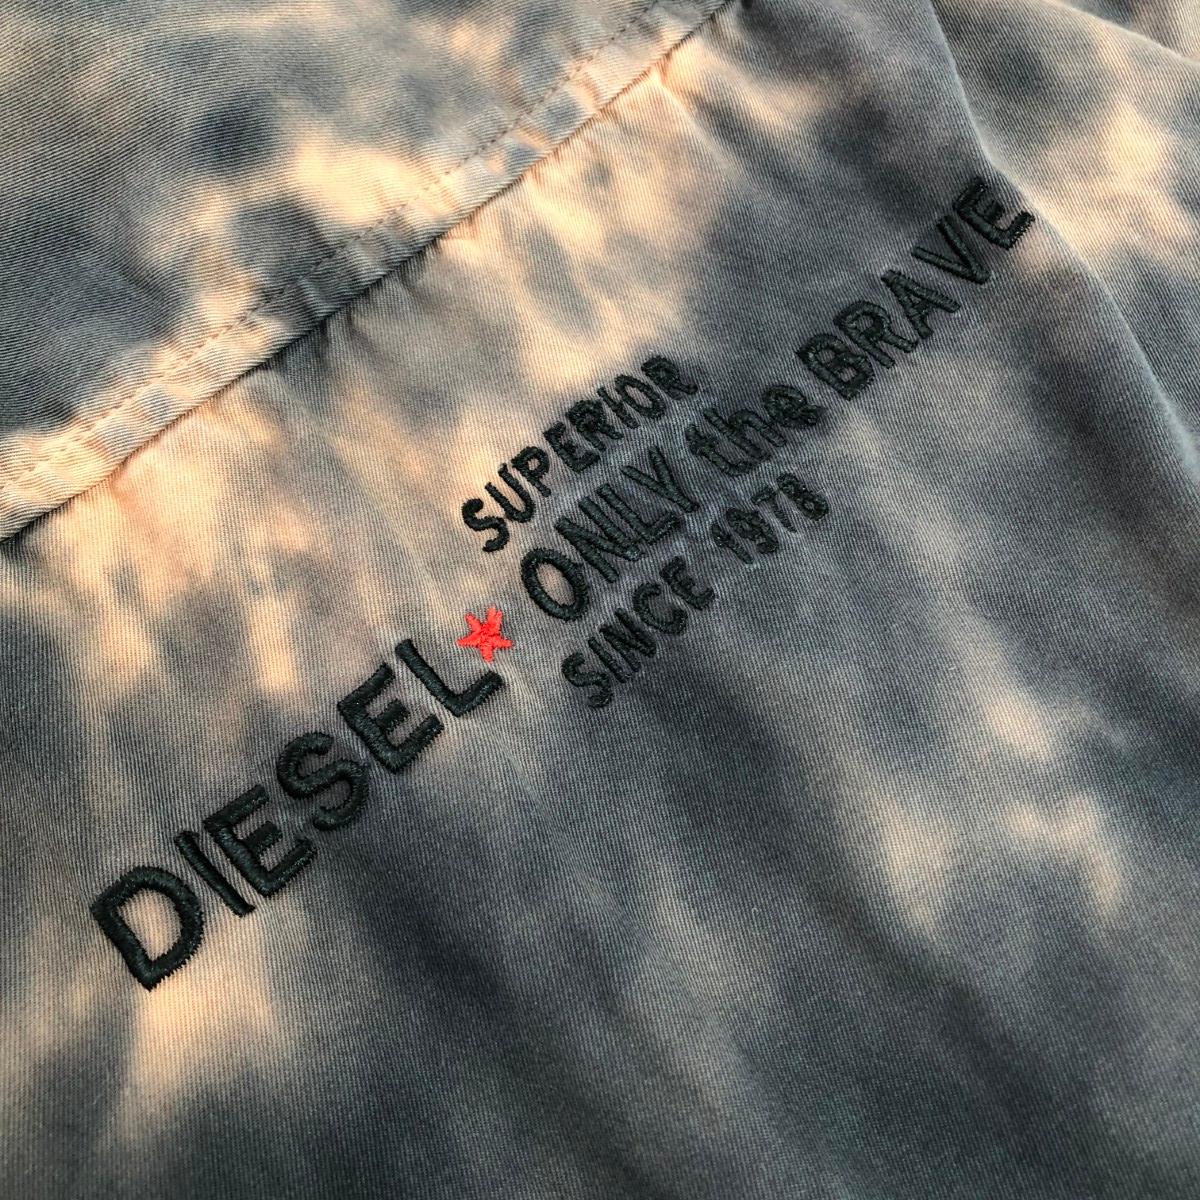 SUPERIOR
DIESEL ONLY the BRAVE
SINCE 1978